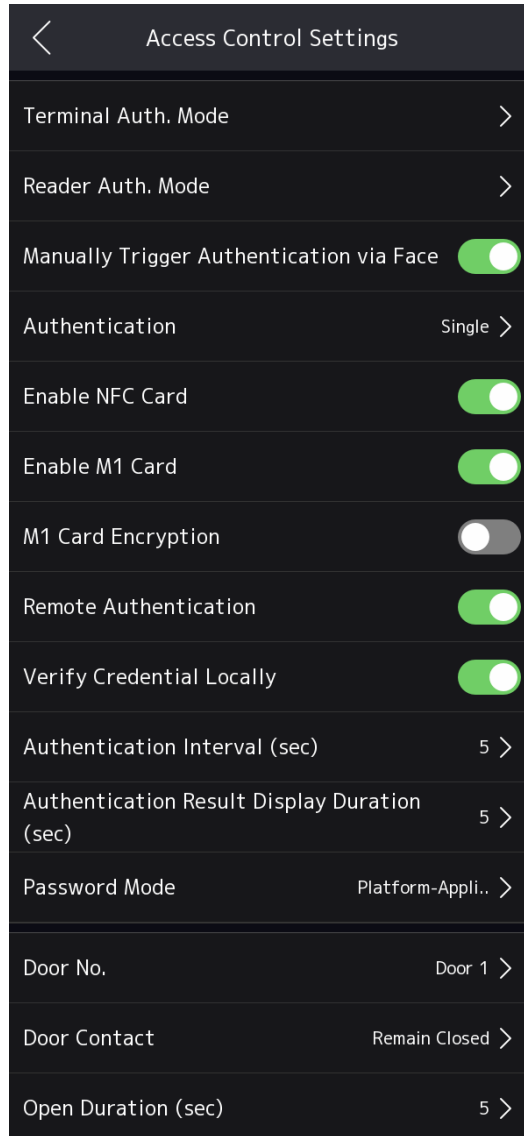 Access Control Settings
Terminal Auth. Mode
Reader Auth. Mode
Manually Trigger Authentication via Face
Authentication Single
Enable NFC Card
Enable M1 Card
M1 Card Encryption
Remote Authentication
Verify Credential Locally
Authentication Interval (sec) 5
Authentication Result Display Duration
(sec) 5
Password Mode Platform-Appli..
Door No. Door 1
Door Contact Remain Closed
Open Duration (sec) 5